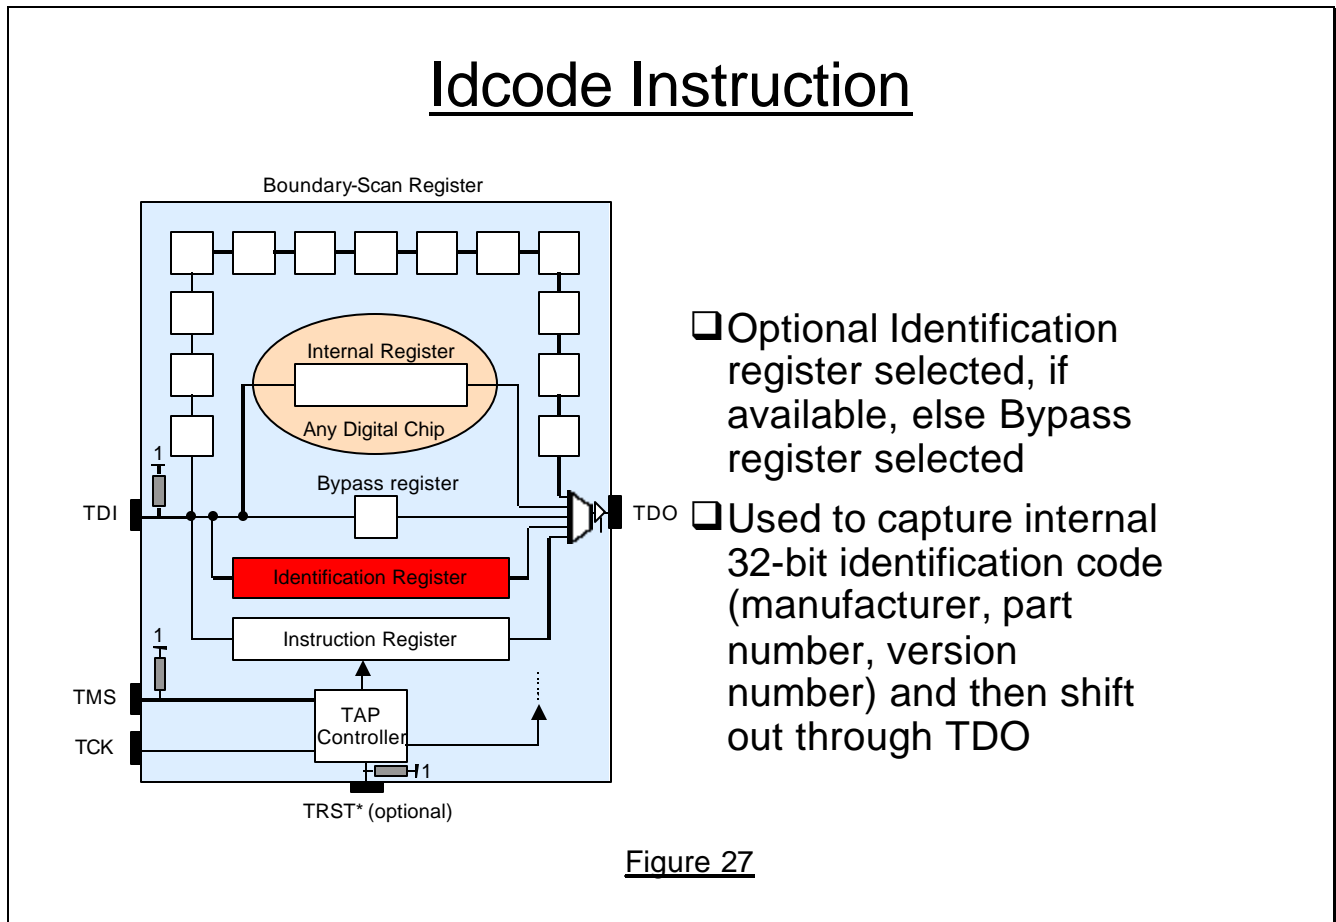 Idcode Instruction
Boundary-Scan Register
Internal Register
Any Digital Chip
1
Bypass register
TDI
TDO
Identification Register
Instruction Register
1
TMS
TAP
Controller
TCK
1
TRST* (optional)
❑Optional Identification
register selected, if
available, else Bypass
register selected
❑Used to capture internal
32-bit identification code
(manufacturer, part
number, version
number) and then shift
out through TDO
Figure 27